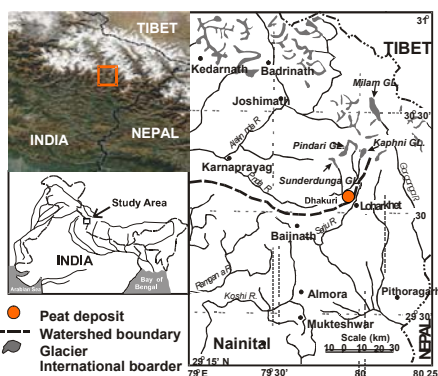 TIBET
INDIA
NEPAL
Study Area
INDIA
Arabian Sea
Bay of
Bengal
Peat deposit
Watershed boundary
Glacier
International boarder
31°
TIBET
Kedarnath
Badrinath
Milam GL.
Joshimath
30 30'
Pindari GL.
Kaphni GL.
Karnaprayag
Sunderdunga GL.
Dhakuri
Loharkhet
30
Baijnath
Koshi R.
Almora
Pithoragarh
Mukteshwar
29 30'
Nainital
Scale (km)
10 0 10 20 30
NEPAL
29 15' N
79 E
79 30'
80
80 25